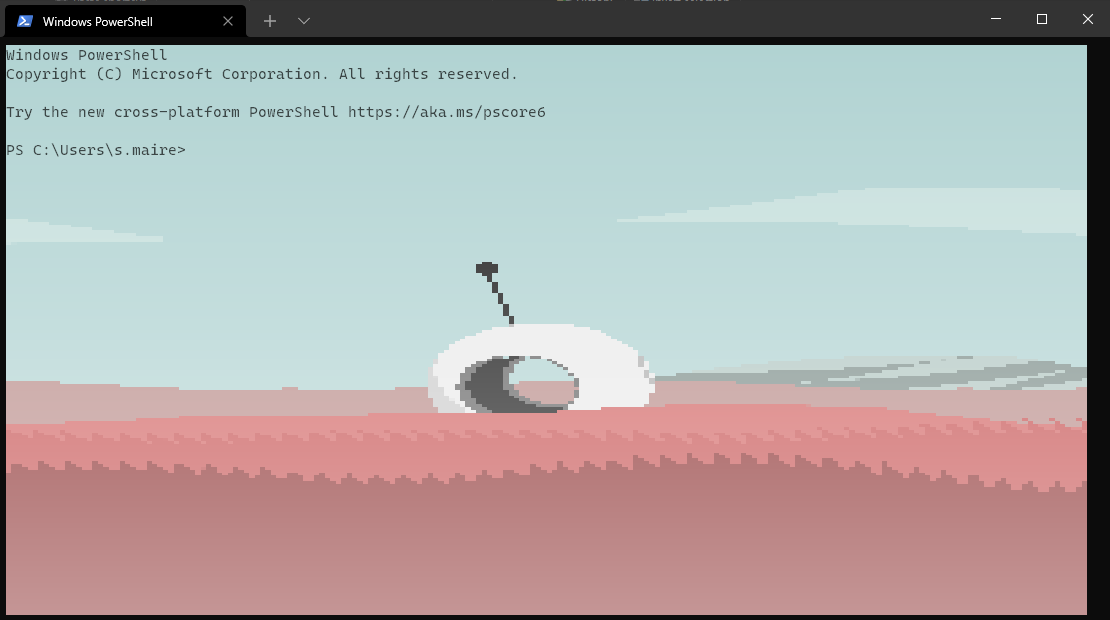 Windows PowerShell
Windows PowerShell
Copyright (C) Microsoft Corporation. All rights reserved.
Try the new cross-platform PowerShell https://aka.ms/pscore6
PS C:\Users\s.maire>